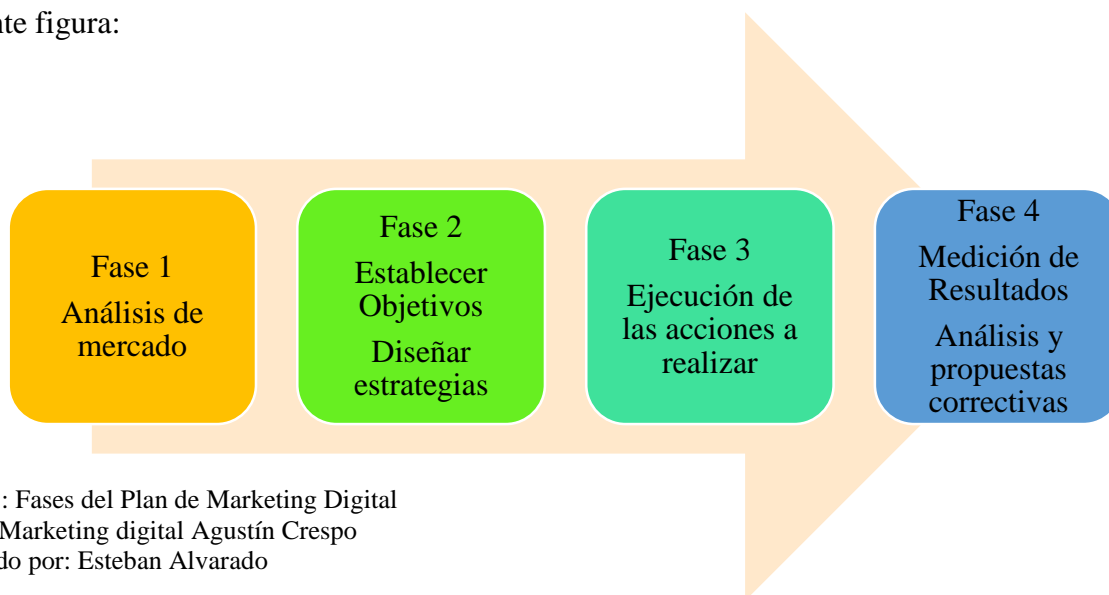 nte figura:
Fase 1
Análisis de
mercado
Fase 2
Establecer
Objetivos
Diseñar
estrategias
Fase 3
Ejecución de
las acciones a
realizar
Fase 4
Medición de
Resultados
Análisis y
propuestas
correctivas
: Fases del Plan de Marketing Digital
Marketing digital Agustín Crespo
do por: Esteban Alvarado